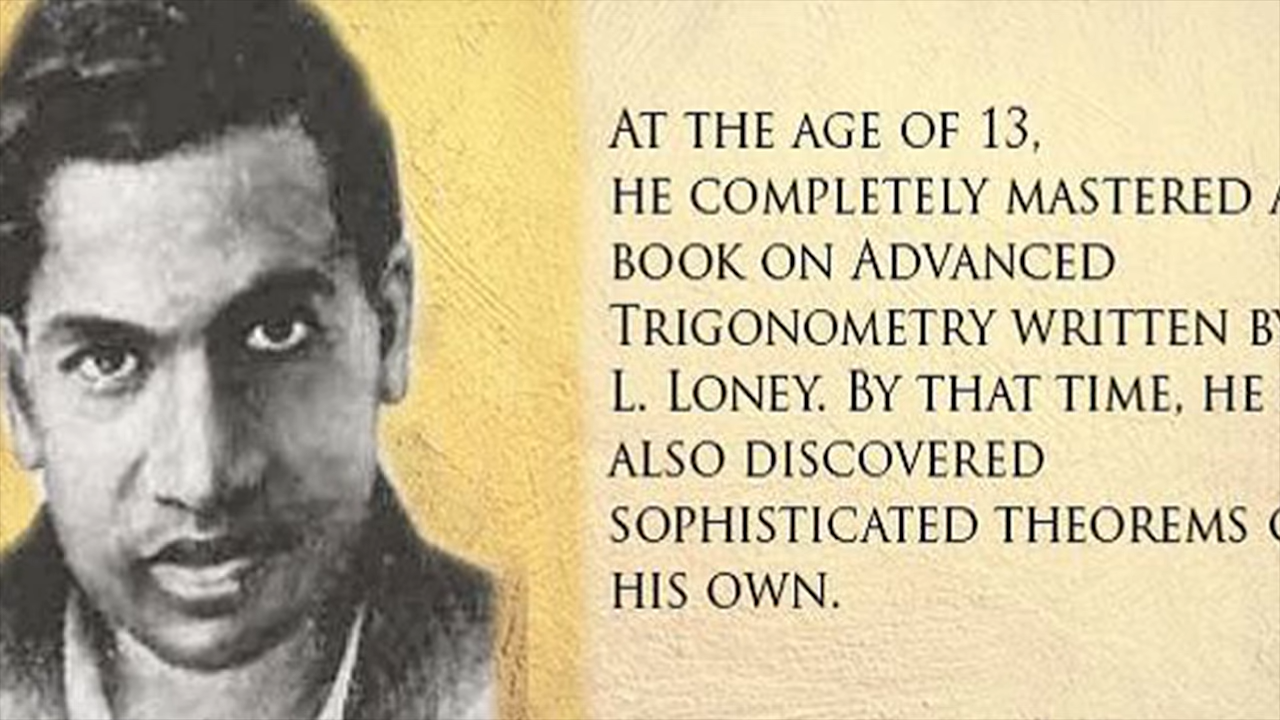 At the age of 13,
he completely mastered a
book on Advanced
Trigonometry written by
L. Loney. By that time, he
also discovered
sophisticated theorems
his own.